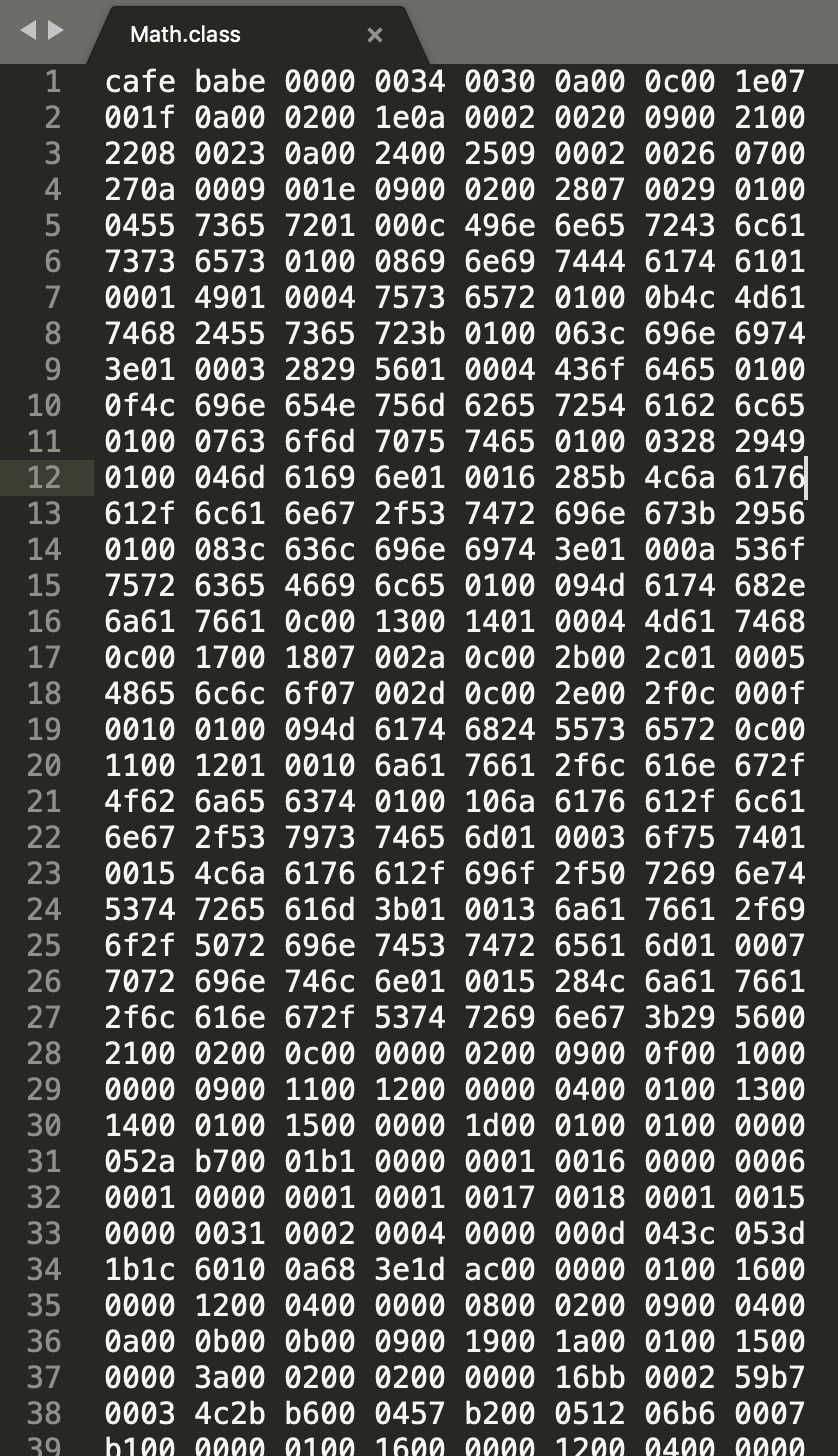 Math.class ×
1 cafe babe 0000 0034 0030 0a00 0c00 1e07
2 001f 0a00 0200 1e0a 0002 0020 0900 2100
3 2208 0023 0a00 2400 2509 0002 0026 0700
4 270a 0009 001e 0900 0200 2807 0029 0100
5 0455 7365 7201 000c 496e 6e65 7243 6c61
6 7373 6573 0100 0869 6e69 7444 6174 6101
7 0001 4901 0004 7573 6572 0100 0b4c 4d61
8 7468 2455 7365 723b 0100 063c 696e 6974
9 3e01 0003 2829 5601 0004 436f 6465 0100
10 0f4c 696e 654e 756d 6265 7254 6162 6c65
11 0100 0763 6f6d 7075 7465 0100 0328 2949
12 0100 046d 6169 6e01 0016 285b 4c6a 6176
13 612f 6c61 6e67 2f53 7472 696e 673b 2956
14 0100 083c 636c 696e 6974 3e01 000a 536f
15 7572 6365 4669 6c65 0100 094d 6174 682e
16 6a61 7661 0c00 1300 1401 0004 4d61 7468
17 0c00 1700 1807 002a 0c00 2b00 2c01 0005
18 4865 6c6c 6f07 002d 0c00 2e00 2f0c 000f
19 0010 0100 094d 6174 6824 5573 6572 0c00
20 1100 1201 0010 6a61 7661 2f6c 616e 672f
21 4f62 6a65 6374 0100 106a 6176 612f 6c61
22 6e67 2f53 7973 7465 6d01 0003 6f75 7401
23 0015 4c6a 6176 612f 696f 2f50 7269 6e74
24 5374 7265 616d 3b01 0013 6a61 7661 2f69
25 6f2f 5072 696e 7453 7472 6561 6d01 0007
26 7072 696e 746c 6e01 0015 284c 6a61 7661
27 2f6c 616e 672f 5374 7269 6e67 3b29 5600
28 2100 0200 0c00 0000 0200 0900 0f00 1000
29 0000 0900 1100 1200 0000 0400 0100 1300
30 1400 0100 1500 0000 1d00 0100 0100 0000
31 052a b700 01b1 0000 0001 0016 0000 0006
32 0001 0000 0001 0001 0017 0018 0001 0015
33 0000 0031 0002 0004 0000 000d 043c 053d
34 1b1c 6010 0a68 3e1d ac00 0000 0100 1600
35 0000 1200 0400 0000 0800 0200 0900 0400
36 0a00 0b00 0b00 0900 1900 1a00 0100 1500
37 0000 3a00 0200 0200 0000 16bb 0002 59b7
38 0003 4c2b b600 0457 b200 0512 06b6 0007
39 b100 0000 0100 1600 0000 1200 0400 0000